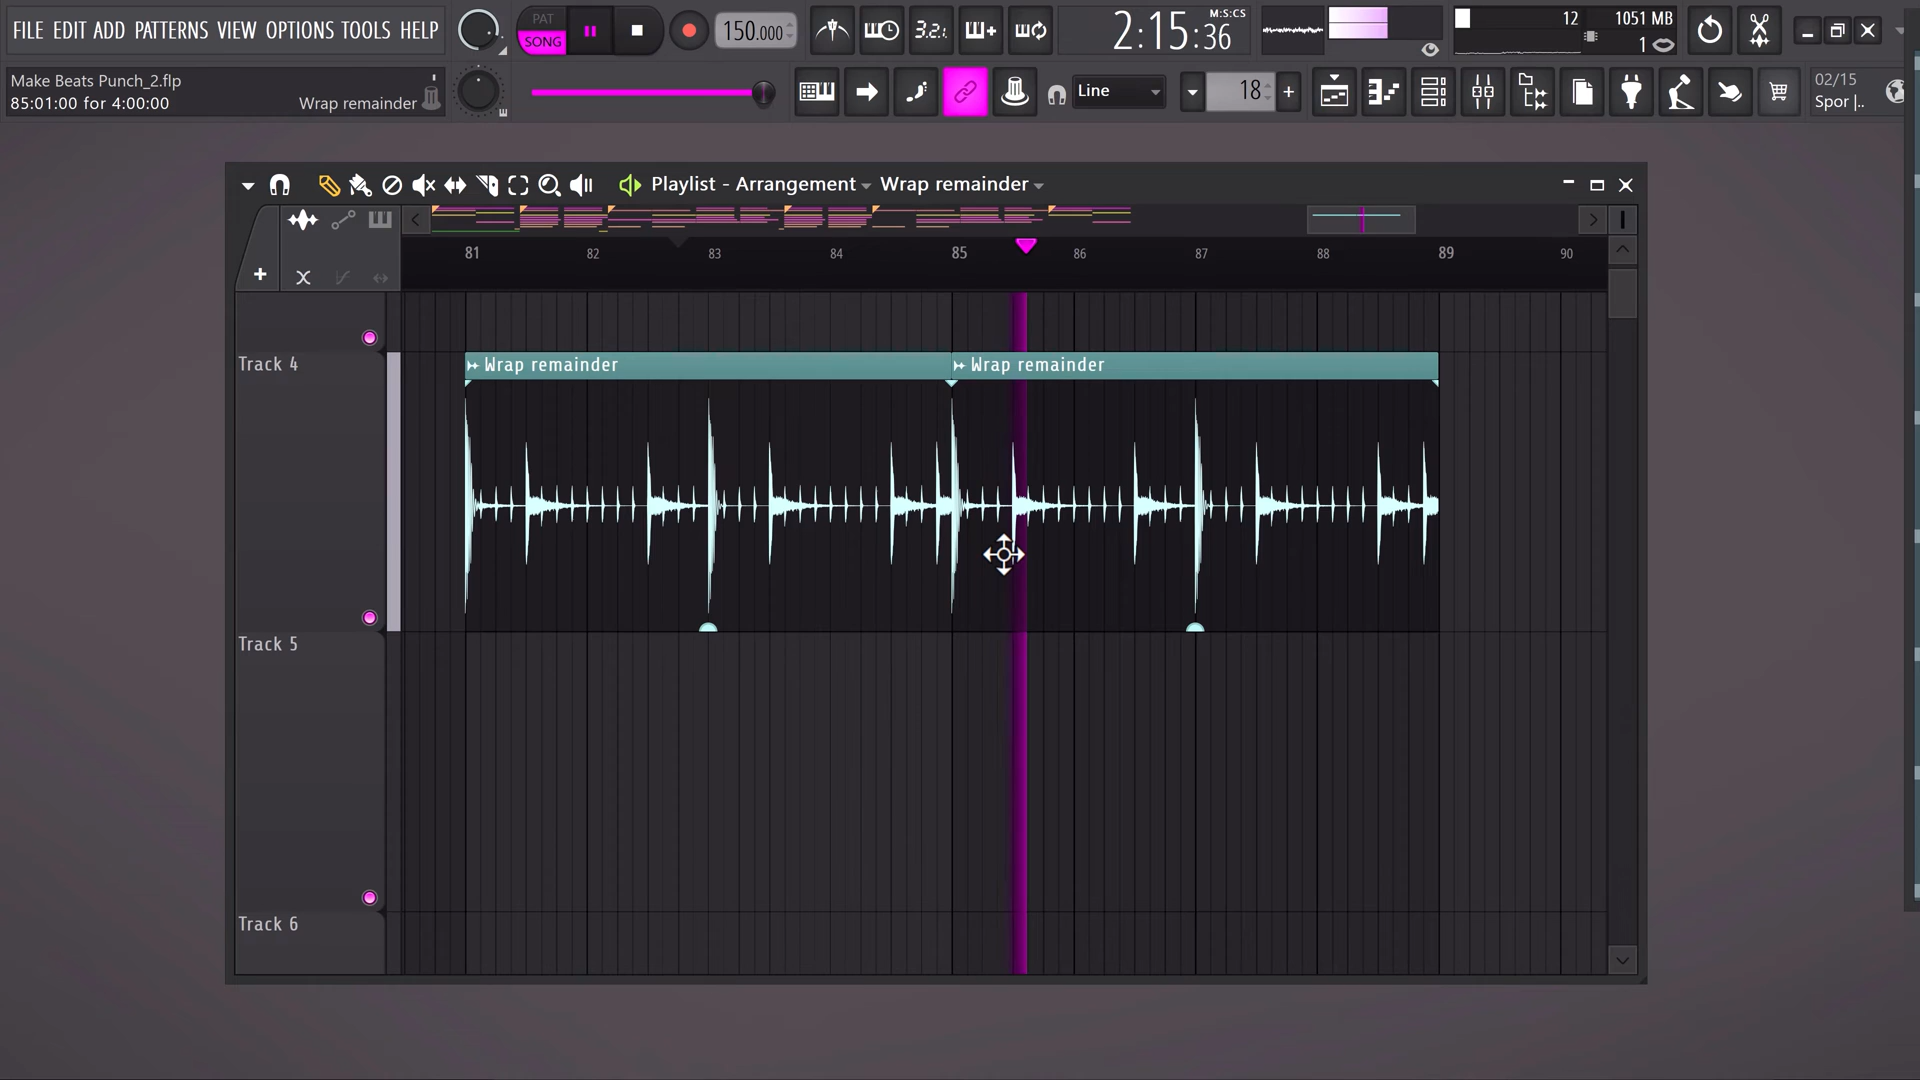 FILE EDIT ADD PATTERNS VIEW OPTIONS TOOLS HELP
PAT
SONG
150.000
3.2.1
2:15:36
M:S:CS
12
1051 MB
1
Make Beats Punch_2.flp
85:01:00 for 4:00:00
Wrap remainder
Line
18
02/15
Spor |..
Playlist - Arrangement
Wrap remainder
81 82 83 84 85 86 87 88 89 90
Track 4
Wrap remainder
Wrap remainder
Track 5
Track 6